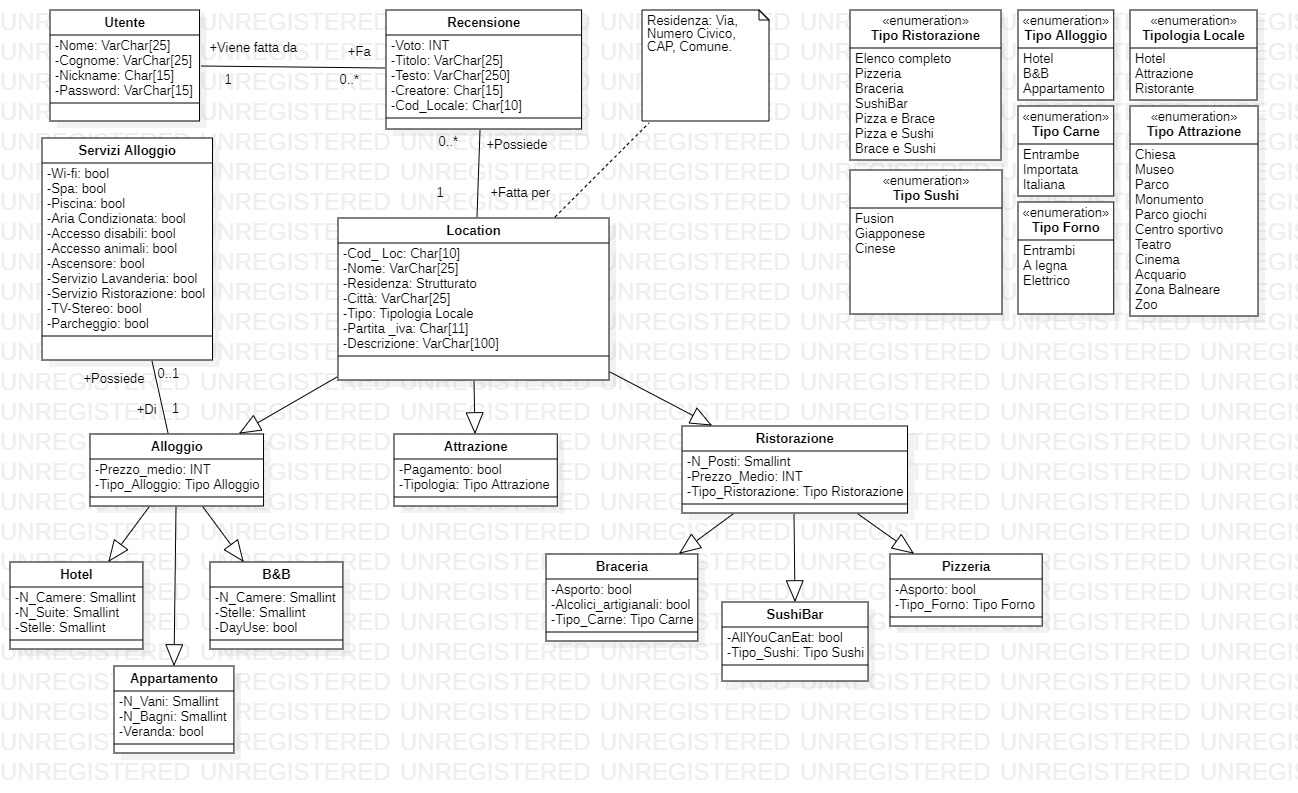 Utente
-Nome: VarChar[25]
-Cognome: VarChar[25]
-Nickname: Char[15]
-Password: VarChar[15]
+Viene fatta da
1
+Fa
0..*
Recensione
-Voto: INT
-Titolo: VarChar[25]
-Testo: VarChar[250]
-Creatore: Char[15]
-Cod_Locale: Char[10]
0..*
+Possiede
1
+Fatta per
Residenza: Via,
Numero Civico,
CAP, Comune.
«enumeration»
Tipo Ristorazione
Elenco completo
Pizzeria
Braceria
SushiBar
Pizza e Brace
Pizza e Sushi
Brace e Sushi
«enumeration»
Tipo Alloggio
Hotel
B&B
Appartamento
«enumeration»
Tipologia Locale
Hotel
Attrazione
Ristorante
«enumeration»
Tipo Carne
Entrambe
Importata
Italiana
«enumeration»
Tipo Attrazione
Chiesa
Museo
Parco
Monumento
Parco giochi
Centro sportivo
Teatro
Cinema
Acquario
Zona Balneare
Zoo
«enumeration»
Tipo Sushi
Fusion
Giapponese
Cinese
«enumeration»
Tipo Forno
Entrambi
A legna
Elettrico
Servizi Alloggio
-Wi-fi: bool
-Spa: bool
-Piscina: bool
-Aria Condizionata: bool
-Accesso disabili: bool
-Accesso animali: bool
-Ascensore: bool
-Servizio Lavanderia: bool
-Servizio Ristorazione: bool
-TV-Stereo: bool
-Parcheggio: bool
+Possiede
0..1
+Di
1
Location
-Cod_ Loc: Char[10]
-Nome: VarChar[25]
-Residenza: Strutturato
-Città: VarChar[25]
-Tipo: Tipologia Locale
-Partita _iva: Char[11]
-Descrizione: VarChar[100]
Alloggio
-Prezzo_medio: INT
-Tipo_Alloggio: Tipo Alloggio
Attrazione
-Pagamento: bool
-Tipologia: Tipo Attrazione
Ristorazione
-N_Posti: Smallint
-Prezzo_Medio: INT
-Tipo_Ristorazione: Tipo Ristorazione
Hotel
-N_Camere: Smallint
-N_Suite: Smallint
-Stelle: Smallint
B&B
-N_Camere: Smallint
-Stelle: Smallint
-DayUse: bool
Appartamento
-N_Vani: Smallint
-N_Bagni: Smallint
-Veranda: bool
Braceria
-Asporto: bool
-Alcolici_artigianali: bool
-Tipo_Carne: Tipo Carne
SushiBar
-AllYouCanEat: bool
-Tipo_Sushi: Tipo Sushi
Pizzeria
-Asporto: bool
-Tipo_Forno: Tipo Forno
UNREGISTERED